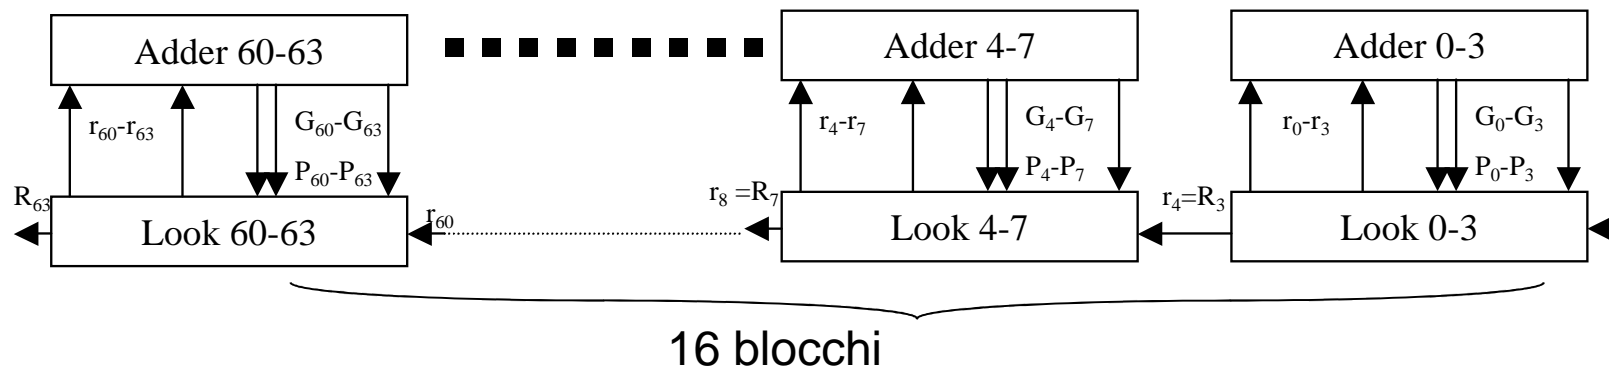 Adder 60-63
Adder 4-7
Adder 0-3
r₆₀-r₆₃
G₆₀-G₆₃
P₆₀-P₆₃
r₄-r₇
G₄-G₇
P₄-P₇
r₀-r₃
G₀-G₃
P₀-P₃
R₆₃
Look 60-63
r₆₀
r₈ =R₇
Look 4-7
r₄=R₃
Look 0-3
16 blocchi